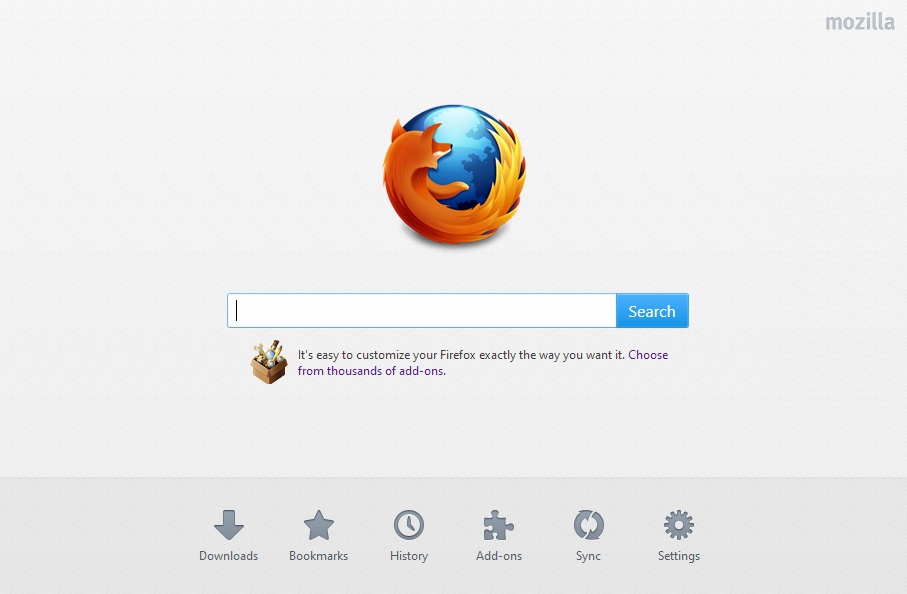 mozilla
Search
It's easy to customize your Firefox exactly the way you want it. Choose
from thousands of add-ons.
Downloads
Bookmarks
History
Add-ons
Sync
Settings